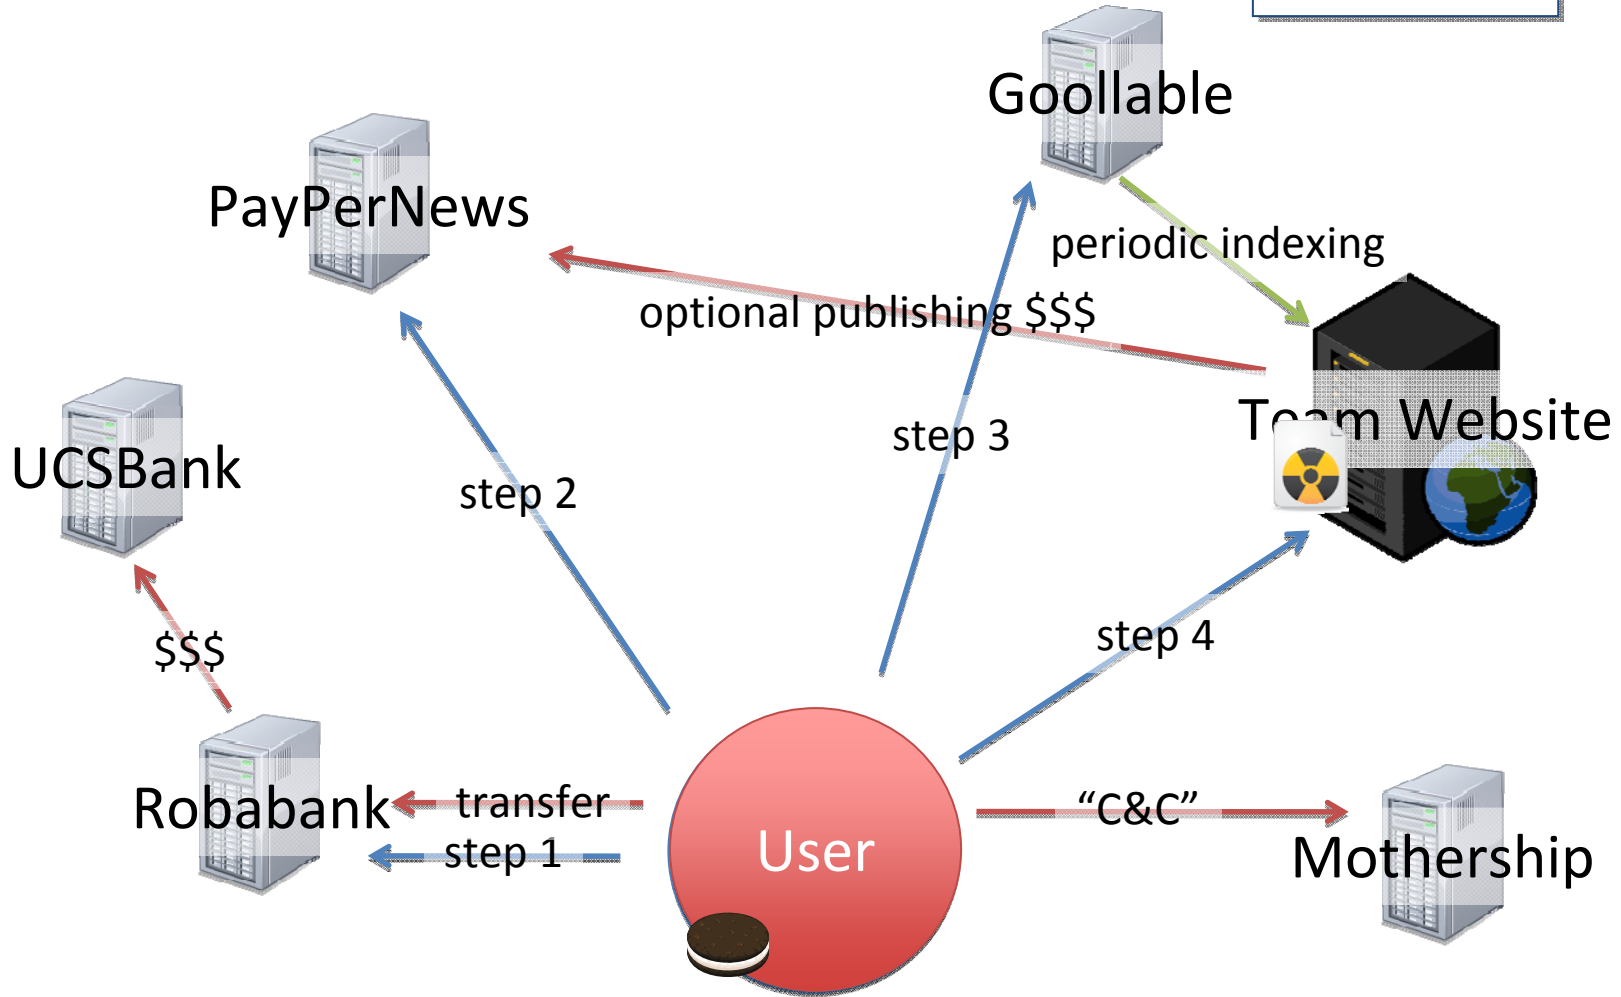 Goollable
PayPerNews
periodic indexing
optional publishing $$$
Team Website
step 3
UCSBank
step 2
step 4
$$$
Robabank
transfer
step 1
User
“C&C”
Mothership